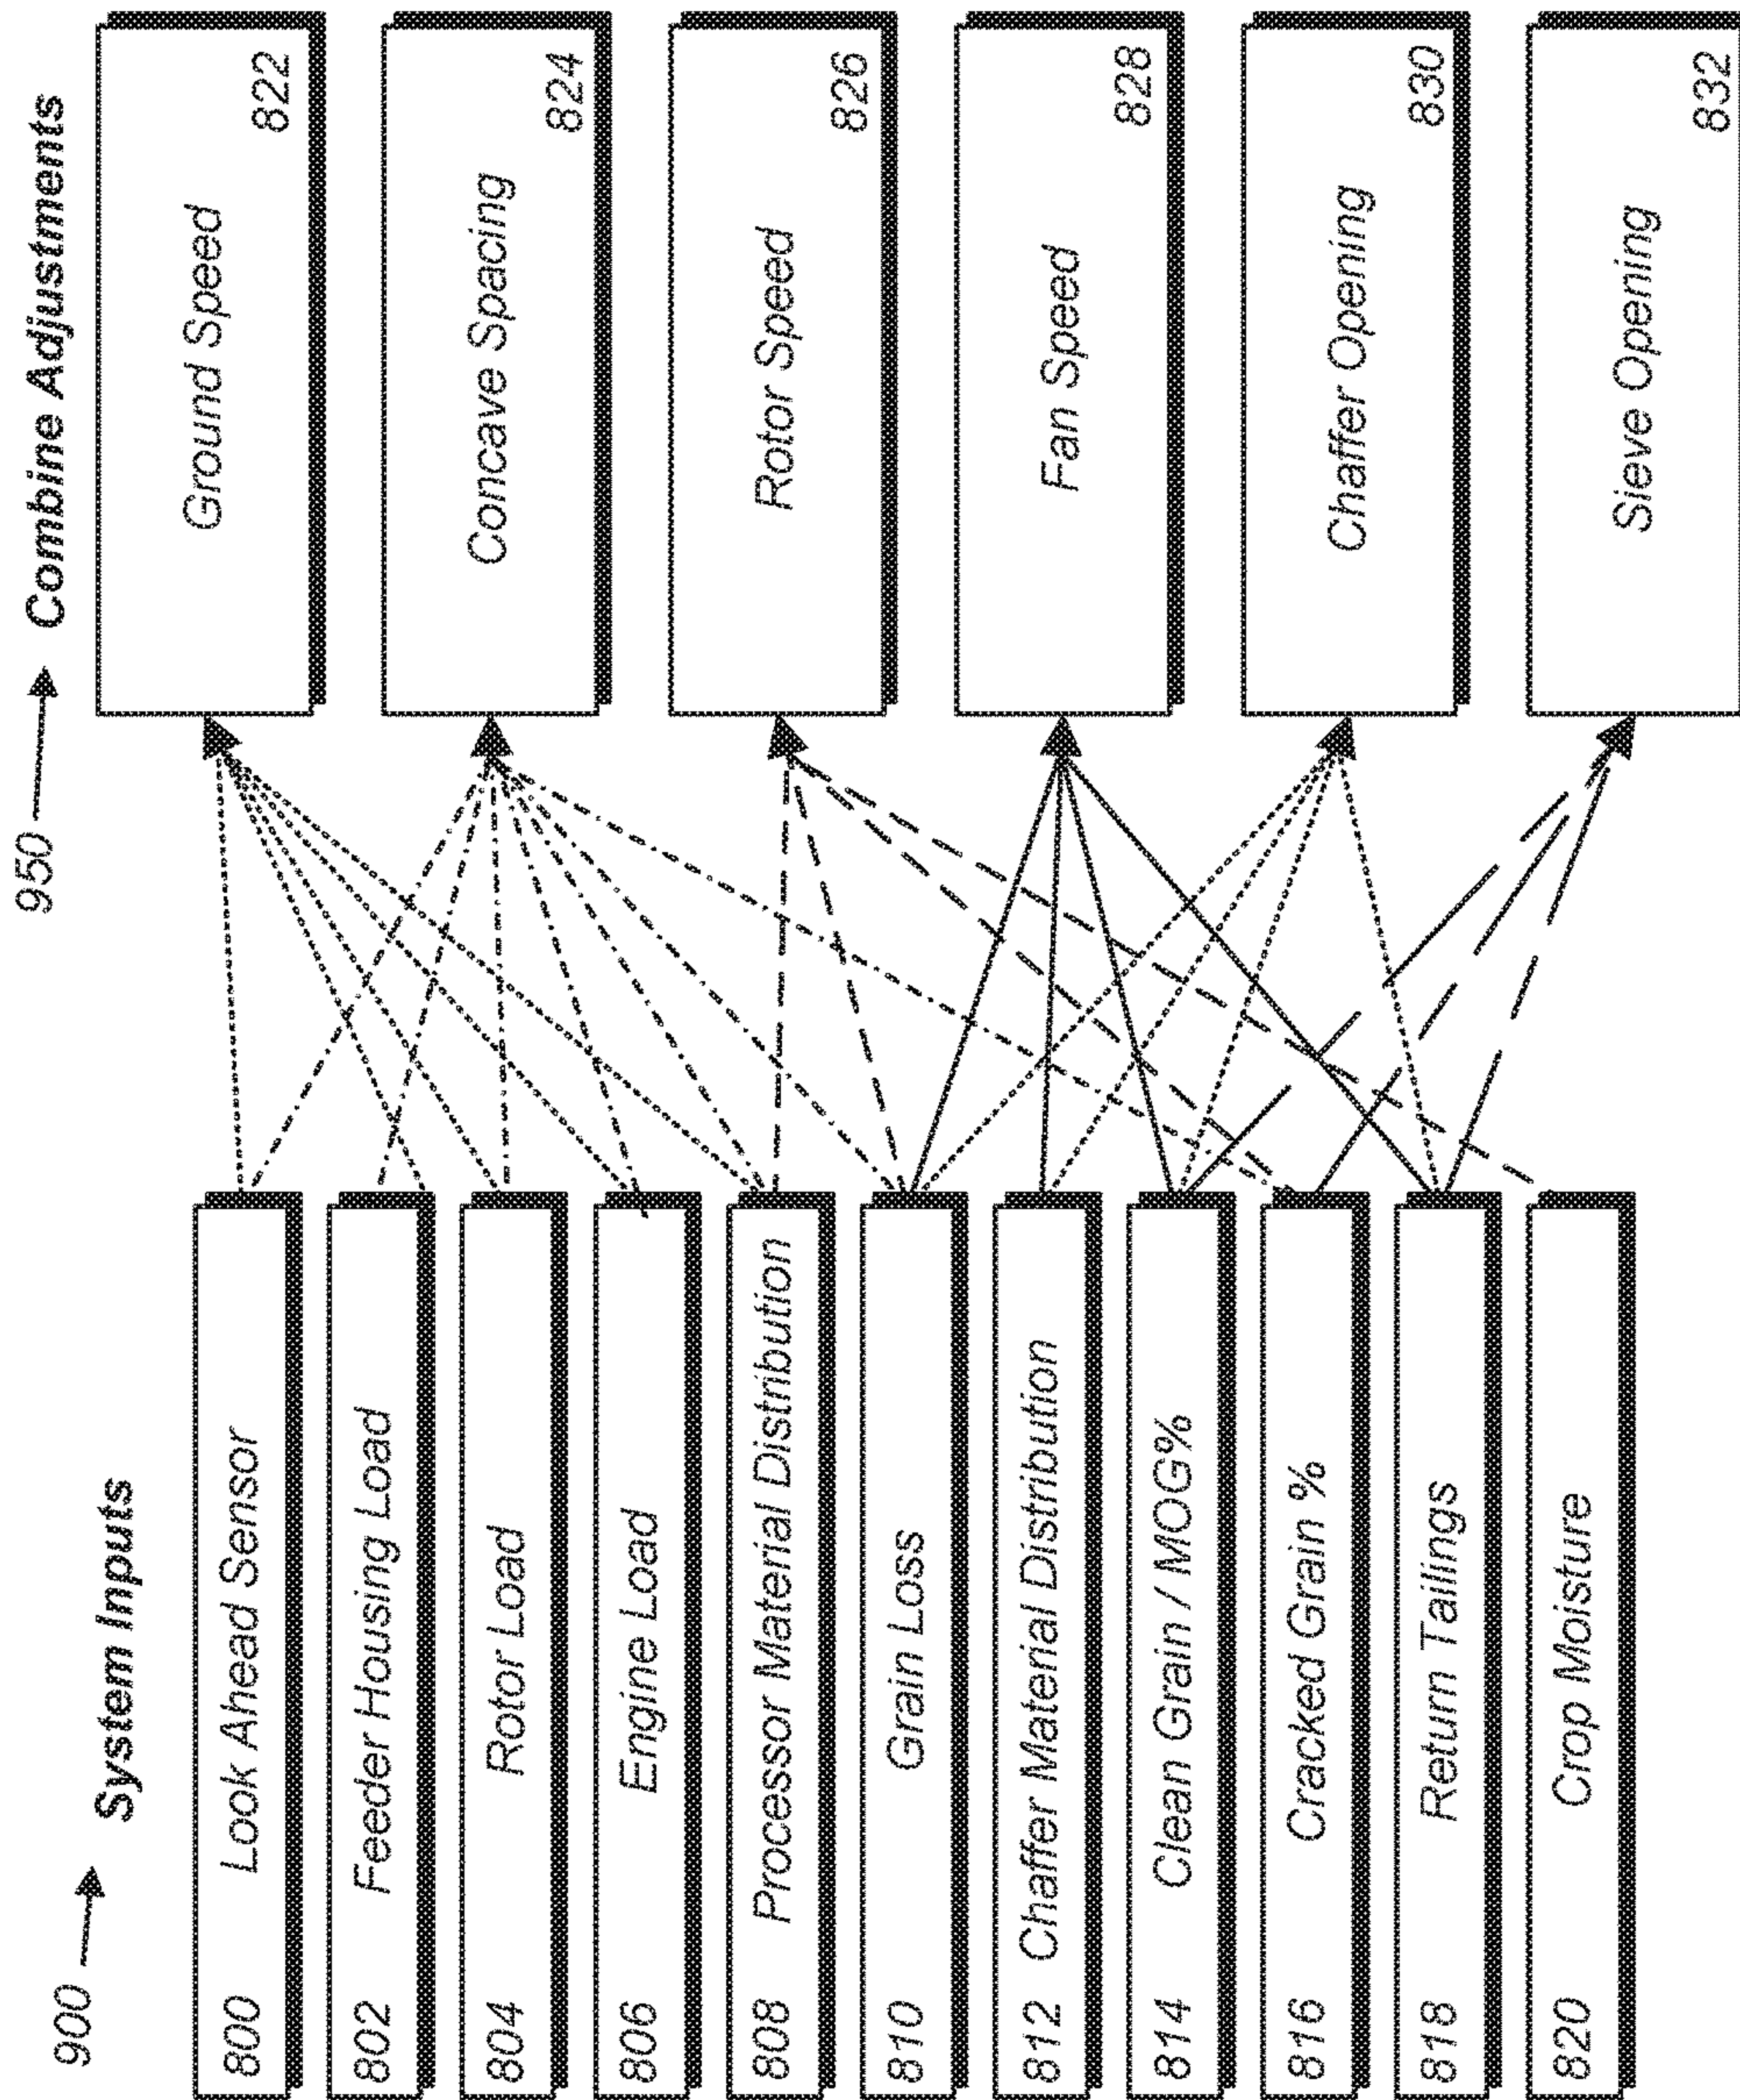 900
System Inputs
800 Look Ahead Sensor
802 Feeder Housing Load
804 Rotor Load
806 Engine Load
808 Processor Material Distribution
810 Grain Loss
812 Chaffer Material Distribution
814 Clean Grain / MOG%
816 Cracked Grain %
818 Return Tailings
820 Crop Moisture
950
Combine Adjustments
Ground Speed
822
Concave Spacing
824
Rotor Speed
826
Fan Speed
828
Chaffer Opening
830
Sieve Opening
832